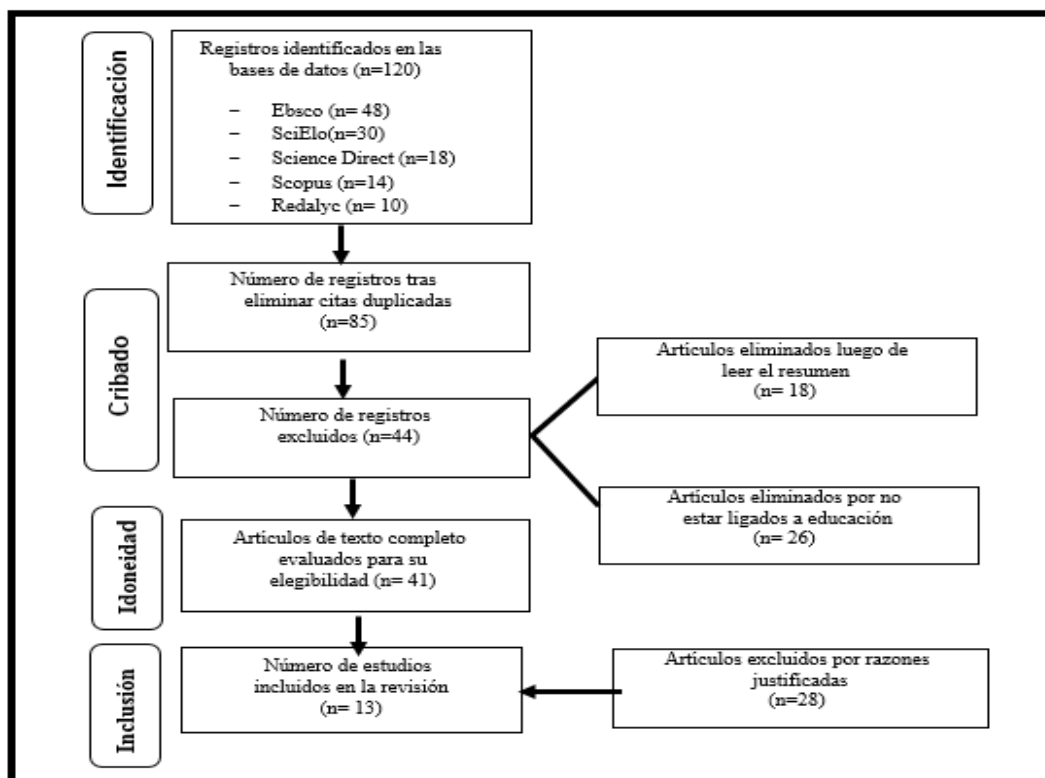 Identificación
Registros identificados en las
bases de datos (n=120)
– Ebsco (n= 48)
– SciElo(n=30)
– Science Direct (n=18)
– Scopus (n=14)
– Redalyc (n= 10)
Cribado
Número de registros tras
eliminar citas duplicadas
(n=85)
Número de registros
excluidos (n=44)
Artículos eliminados luego de
leer el resumen
(n= 18)
Artículos eliminados por no
estar ligados a educación
(n= 26)
Idoneidad
Artículos de texto completo
evaluados para su
elegibilidad (n= 41)
Inclusión
Número de estudios
incluidos en la revisión
(n= 13)
Artículos excluidos por razones
justificadas
(n=28)